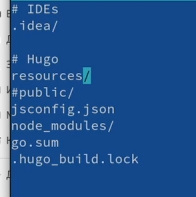 # IDEs
.idea/
# Hugo
resources/
#public/
jsconfig.json
node_modules/
go.sum
.hugo_build.lock